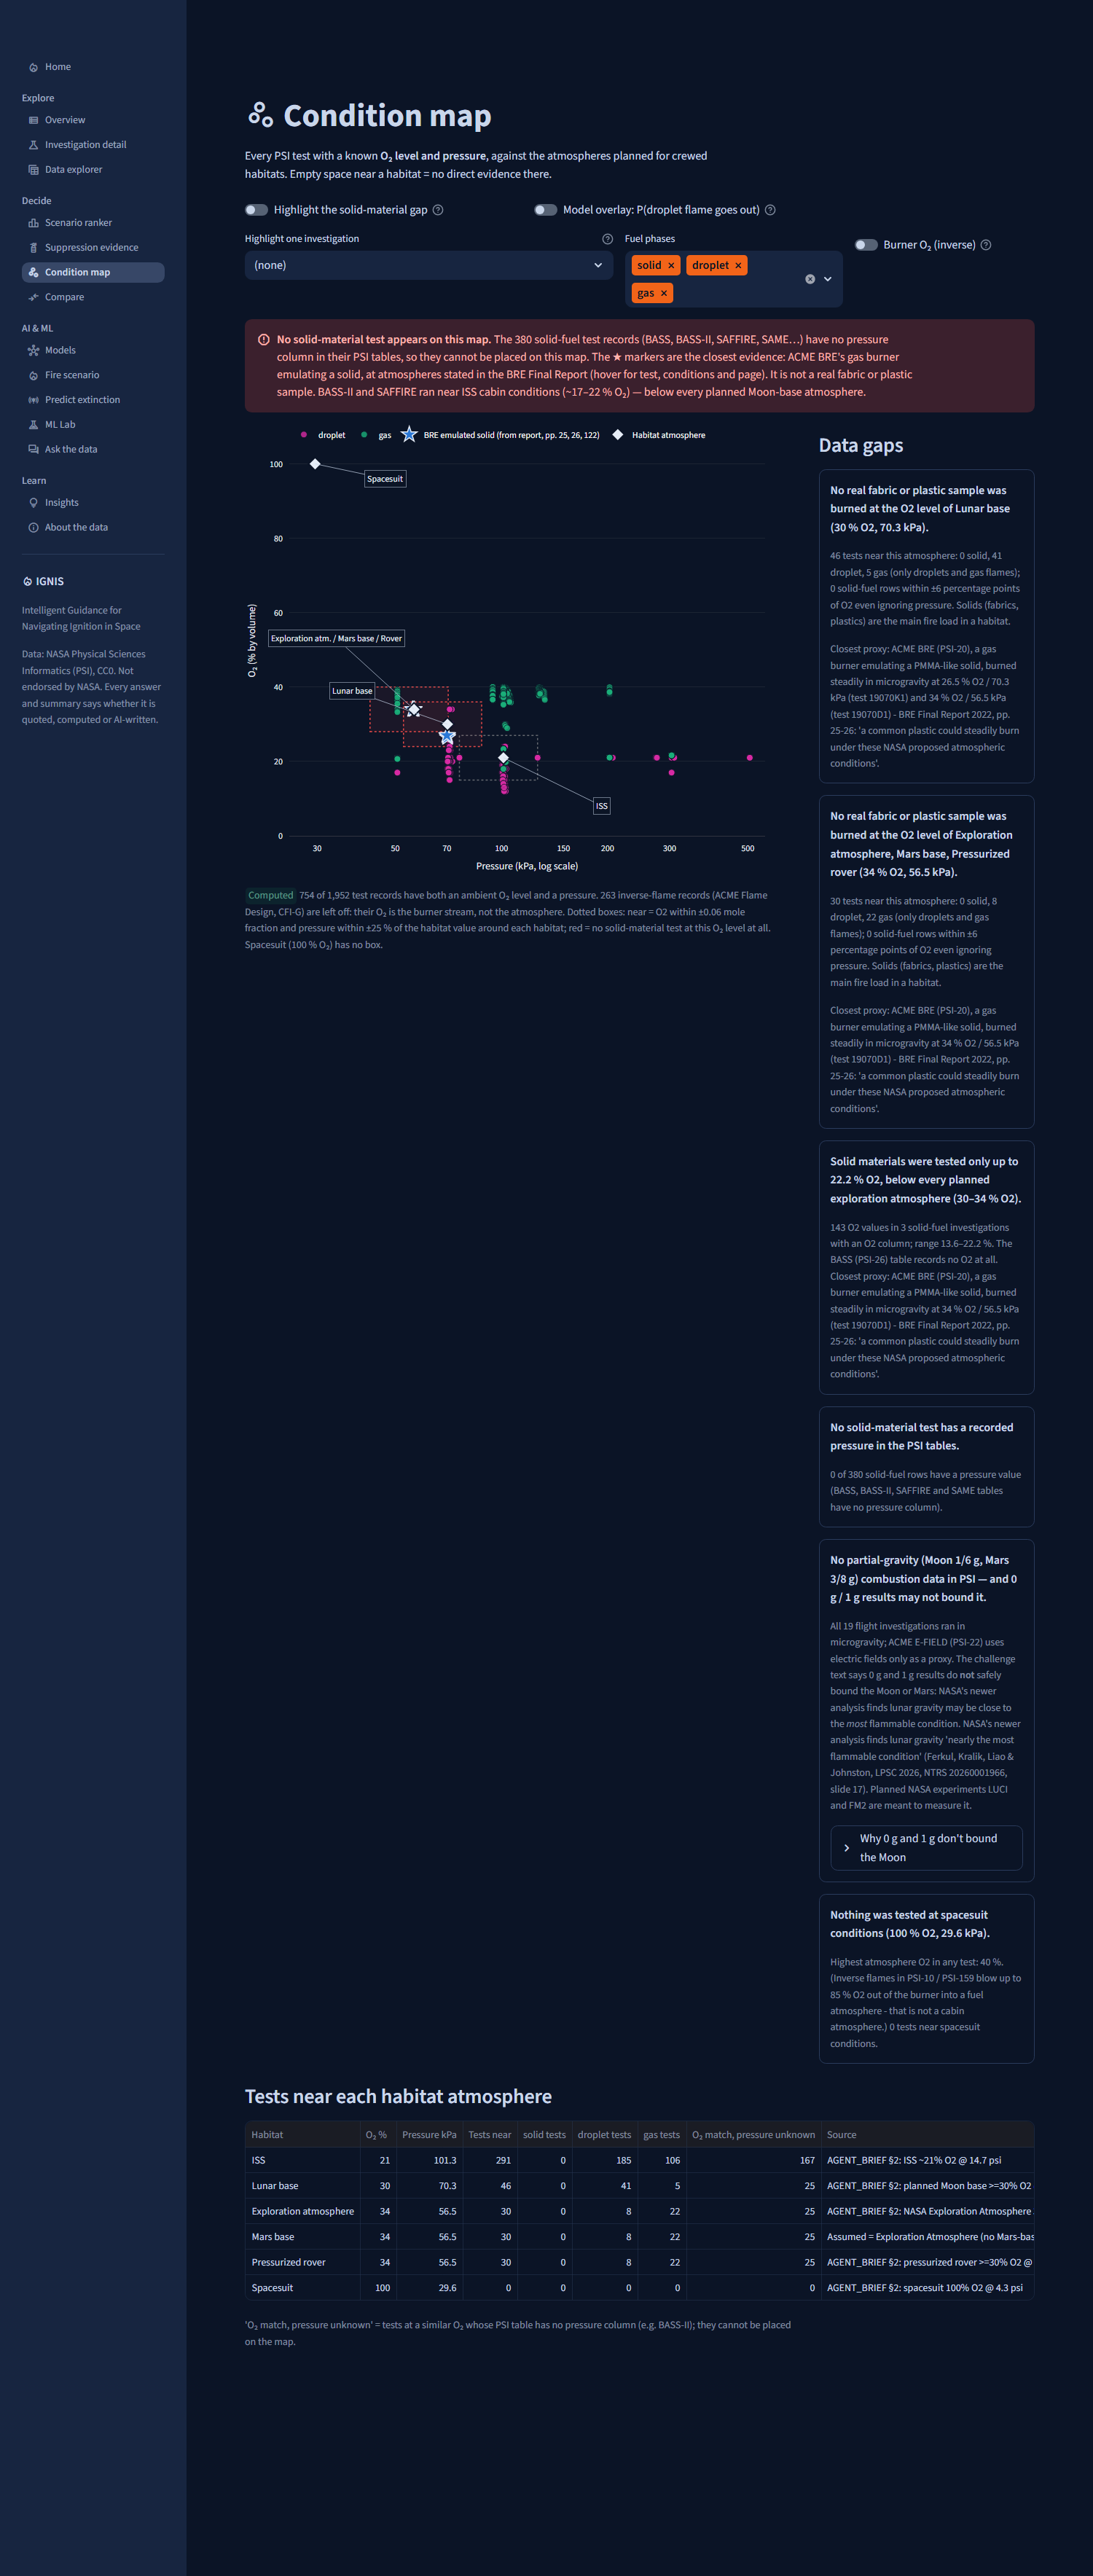 Home
Explore
Overview
Investigation detail
Data explorer
Decide
Scenario ranker
Suppression evidence
Condition map
Compare
AI & ML
Models
Fire scenario
Predict extinction
ML Lab
Ask the data
Learn
Insights
About the data
IGNIS
Intelligent Guidance for
Navigating Ignition in Space
Data: NASA Physical Sciences
Informatics (PSI), CC0. Not
endorsed by NASA. Every answer
and summary says whether it is
quoted, computed or AI-written.
Condition map
Every PSI test with a known O₂ level and pressure, against the atmospheres planned for crewed
habitats. Empty space near a habitat = no direct evidence there.
Highlight the solid-material gap
Model overlay: P(droplet flame goes out)
Highlight one investigation
(none)
Fuel phases
solid × droplet ×
gas ×
Burner O₂ (inverse)
No solid-material test appears on this map. The 380 solid-fuel test records (BASS, BASS-II, SAFFIRE, SAME…) have no pressure
column in their PSI tables, so they cannot be placed on this map. The ★ markers are the closest evidence: ACME BRE's gas burner
emulating a solid, at atmospheres stated in the BRE Final Report (hover for test, conditions and page). It is not a real fabric or plastic
sample. BASS-II and SAFFIRE ran near ISS cabin conditions (~17–22 % O₂) — below every planned Moon-base atmosphere.
droplet gas BRE emulated solid (from report, pp. 25, 26, 122) Habitat atmosphere
100
Spacesuit
80
60
Exploration atm. / Mars base / Rover
40
Lunar base
20
ISS
0
O₂ (% by volume)
30 50 70 100 150 200 300 500
Pressure (kPa, log scale)
Computed 754 of 1,952 test records have both an ambient O₂ level and a pressure. 263 inverse-flame records (ACME Flame
Design, CFI-G) are left off: their O₂ is the burner stream, not the atmosphere. Dotted boxes: near = O2 within ±0.06 mole
fraction and pressure within ±25 % of the habitat value around each habitat; red = no solid-material test at this O₂ level at all.
Spacesuit (100 % O₂) has no box.
Data gaps
No real fabric or plastic sample was
burned at the O2 level of Lunar base
(30 % O2, 70.3 kPa).
46 tests near this atmosphere: 0 solid, 41
droplet, 5 gas (only droplets and gas flames);
0 solid-fuel rows within ±6 percentage points
of O2 even ignoring pressure. Solids (fabrics,
plastics) are the main fire load in a habitat.
Closest proxy: ACME BRE (PSI-20), a gas
burner emulating a PMMA-like solid, burned
steadily in microgravity at 26.5 % O2 / 70.3
kPa (test 19070K1) and 34 % O2 / 56.5 kPa
(test 19070D1) - BRE Final Report 2022, pp.
25-26: 'a common plastic could steadily burn
under these NASA proposed atmospheric
conditions'.
No real fabric or plastic sample was
burned at the O2 level of Exploration
atmosphere, Mars base, Pressurized
rover (34 % O2, 56.5 kPa).
30 tests near this atmosphere: 0 solid, 8
droplet, 22 gas (only droplets and gas
flames); 0 solid-fuel rows within ±6
percentage points of O2 even ignoring
pressure. Solids (fabrics, plastics) are the
main fire load in a habitat.
Closest proxy: ACME BRE (PSI-20), a gas
burner emulating a PMMA-like solid, burned
steadily in microgravity at 34 % O2 / 56.5 kPa
(test 19070D1) - BRE Final Report 2022, pp.
25-26: 'a common plastic could steadily burn
under these NASA proposed atmospheric
conditions'.
Solid materials were tested only up to
22.2 % O2, below every planned
exploration atmosphere (30–34 % O2).
143 O2 values in 3 solid-fuel investigations
with an O2 column; range 13.6–22.2 %. The
BASS (PSI-26) table records no O2 at all.
Closest proxy: ACME BRE (PSI-20), a gas
burner emulating a PMMA-like solid, burned
steadily in microgravity at 34 % O2 / 56.5 kPa
(test 19070D1) - BRE Final Report 2022, pp.
25-26: 'a common plastic could steadily burn
under these NASA proposed atmospheric
conditions'.
No solid-material test has a recorded
pressure in the PSI tables.
0 of 380 solid-fuel rows have a pressure value
(BASS, BASS-II, SAFFIRE and SAME tables
have no pressure column).
No partial-gravity (Moon 1/6 g, Mars
3/8 g) combustion data in PSI — and 0
g / 1 g results may not bound it.
All 19 flight investigations ran in
microgravity; ACME E-FIELD (PSI-22) uses
electric fields only as a proxy. The challenge
text says 0 g and 1 g results do not safely
bound the Moon or Mars: NASA's newer
analysis finds lunar gravity may be close to
the most flammable condition. NASA's newer
analysis finds lunar gravity 'nearly the most
flammable condition' (Ferkul, Kralik, Liao &
Johnston, LPSC 2026, NTRS 20260001966,
slide 17). Planned NASA experiments LUCI
and FM2 are meant to measure it.
Why 0 g and 1 g don't bound
the Moon
Nothing was tested at spacesuit
conditions (100 % O2, 29.6 kPa).
Highest atmosphere O2 in any test: 40 %.
(Inverse flames in PSI-10 / PSI-159 blow up to
85 % O2 out of the burner into a fuel
atmosphere - that is not a cabin
atmosphere.) 0 tests near spacesuit
conditions.
Tests near each habitat atmosphere
Habitat O₂ % Pressure kPa Tests near solid tests droplet tests gas tests O₂ match, pressure unknown Source
ISS 21 101.3 291 0 185 106 167 AGENT_BRIEF §2: ISS ~21% O2 @ 14.7 psi
Lunar base 30 70.3 46 0 41 5 25 AGENT_BRIEF §2: planned Moon base >=30% O2
Exploration atmosphere 34 56.5 30 0 8 22 25 AGENT_BRIEF §2: NASA Exploration Atmosphere
Mars base 34 56.5 30 0 8 22 25 Assumed = Exploration Atmosphere (no Mars-bas
Pressurized rover 34 56.5 30 0 8 22 25 AGENT_BRIEF §2: pressurized rover >=30% O2 @
Spacesuit 100 29.6 0 0 0 0 0 AGENT_BRIEF §2: spacesuit 100% O2 @ 4.3 psi
'O₂ match, pressure unknown' = tests at a similar O₂ whose PSI table has no pressure column (e.g. BASS-II); they cannot be placed
on the map.